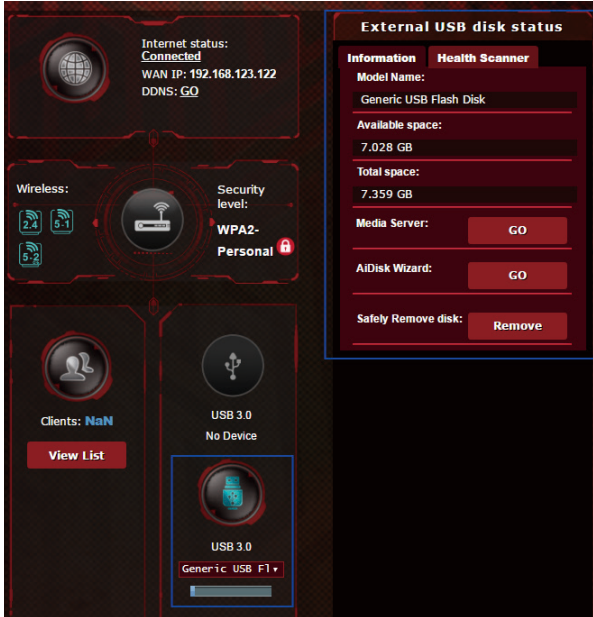 Internet status:
Connected
WAN IP: 192.168.123.122
DDNS: GO
Wireless:
2.4
5-1
5-2
Security
level:
WPA2-
Personal
Clients: NaN
View List
USB 3.0
No Device
USB 3.0
Generic USB Fl
External USB disk status
Information
Health Scanner
Model Name:
Generic USB Flash Disk
Available space:
7.028 GB
Total space:
7.359 GB
Media Server:
GO
AiDisk Wizard:
GO
Safely Remove disk:
Remove